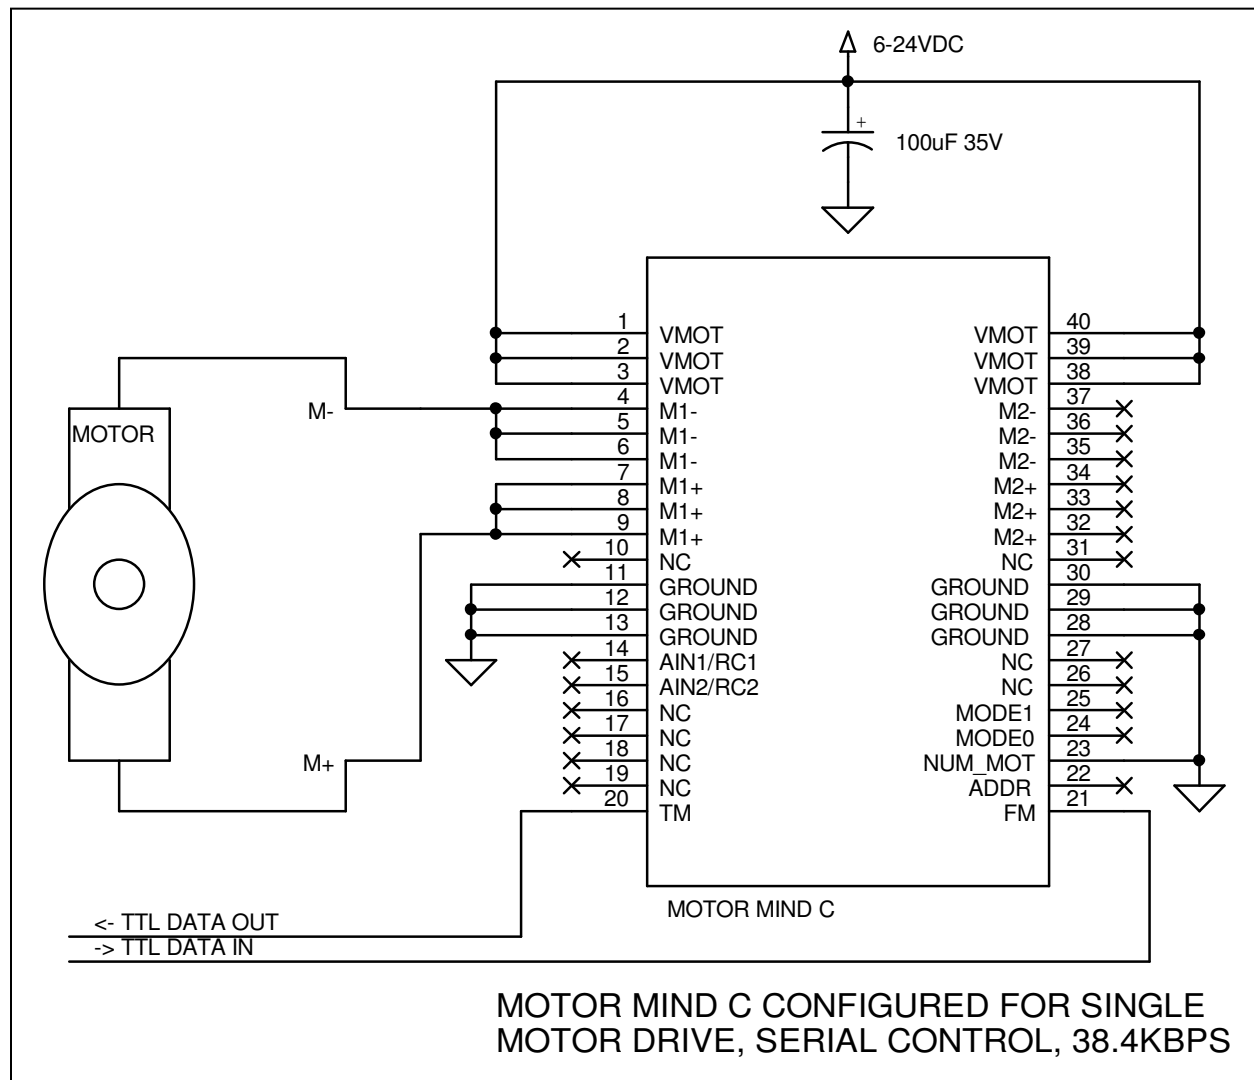 6-24VDC
+
100uF 35V
1 VMOT
2 VMOT
3 VMOT
4 M1-
5 M1-
6 M1-
7 M1+
8 M1+
9 M1+
10 NC
11 GROUND
12 GROUND
13 GROUND
14 AIN1/RC1
15 AIN2/RC2
16 NC
17 NC
18 NC
19 NC
20 TM
VMOT 40
VMOT 39
VMOT 38
M2- 37
M2- 36
M2- 35
M2+ 34
M2+ 33
M2+ 32
NC 31
GROUND 30
GROUND 29
GROUND 28
NC 27
NC 26
MODE1 25
MODE0 24
NUM_MOT 23
ADDR 22
FM 21
M-
MOTOR
M+
MOTOR MIND C
<- TTL DATA OUT
-> TTL DATA IN
MOTOR MIND C CONFIGURED FOR SINGLE
MOTOR DRIVE, SERIAL CONTROL, 38.4KBPS